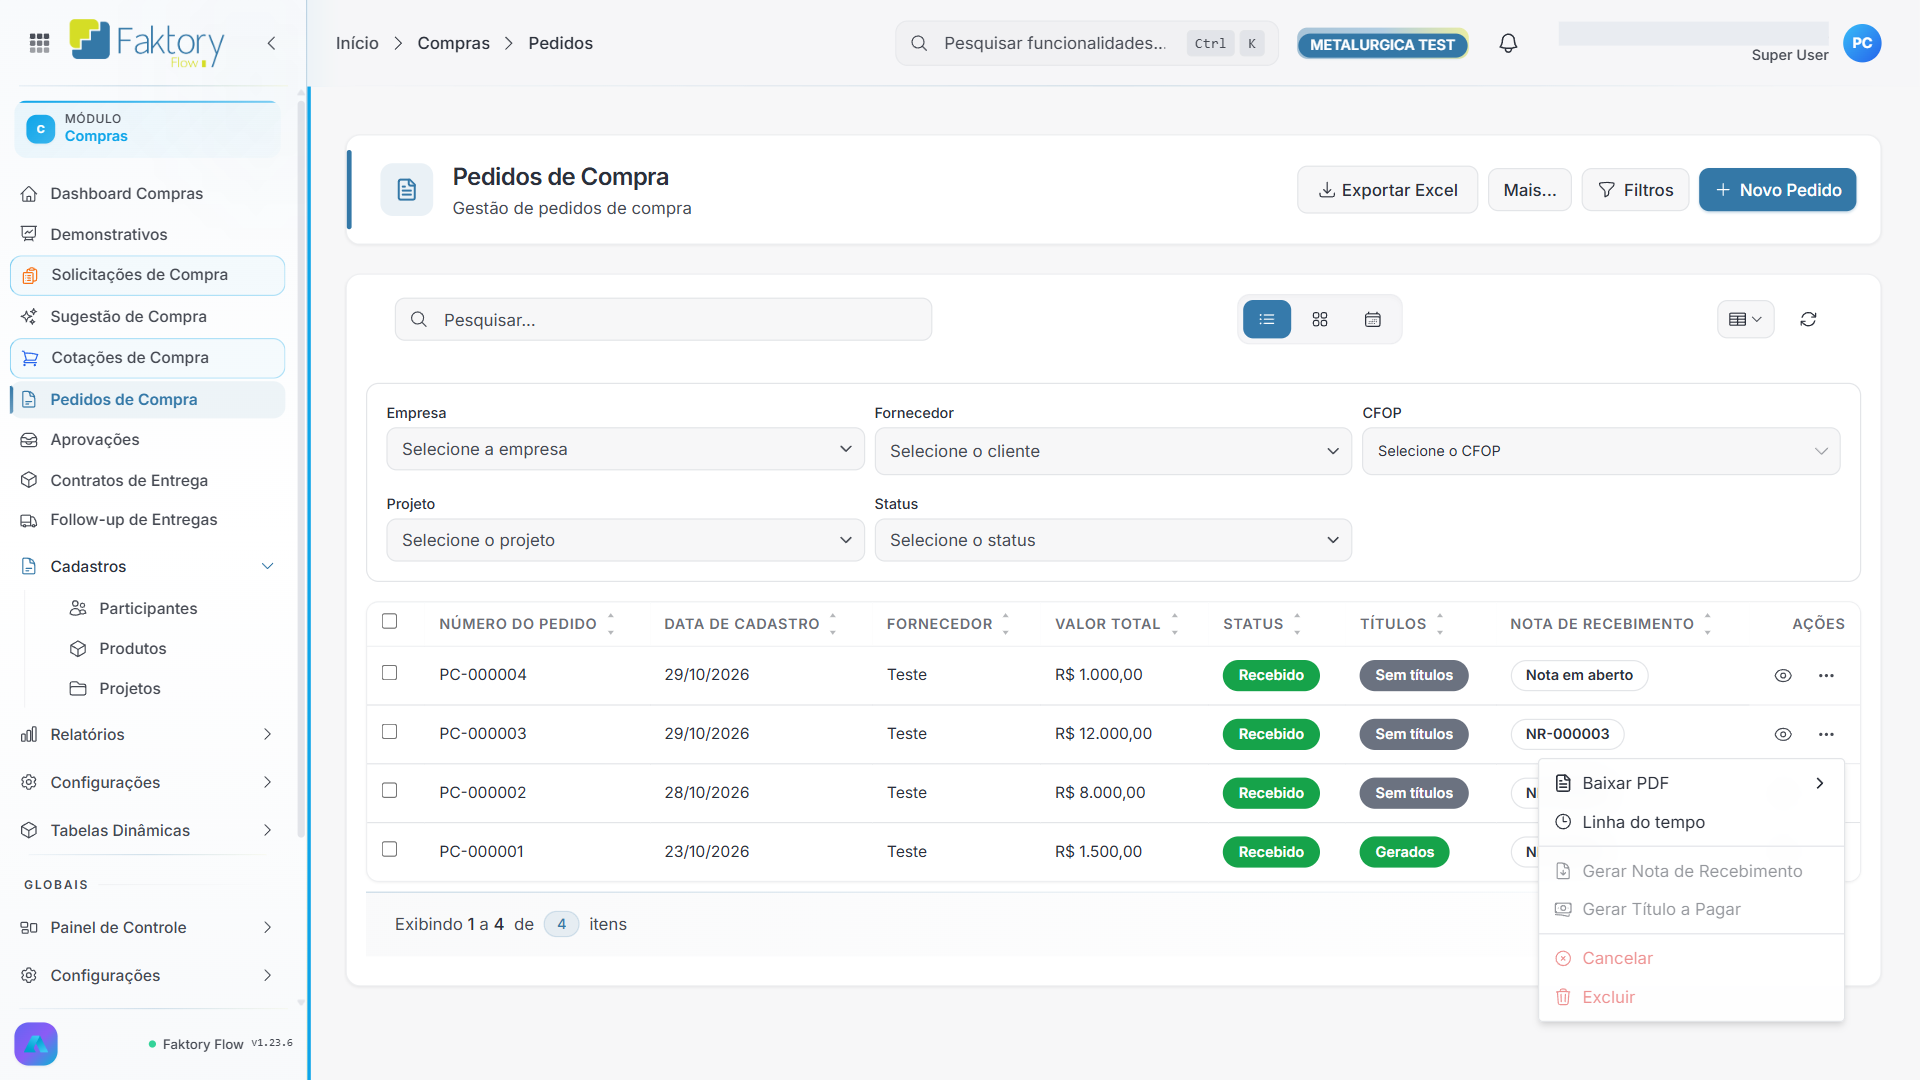 Faktory
Flow
Início > Compras > Pedidos
Pesquisar funcionalidades... Ctrl K
METALURGICA TEST
Super User
PC
C
MÓDULO
Compras
Dashboard Compras
Demonstrativos
Solicitações de Compra
Sugestão de Compra
Cotações de Compra
Pedidos de Compra
Aprovações
Contratos de Entrega
Follow-up de Entregas
Cadastros
Participantes
Produtos
Projetos
Relatórios
Configurações
Tabelas Dinâmicas
GLOBAIS
Painel de Controle
Configurações
Faktory Flow v1.23.6
Pedidos de Compra
Gestão de pedidos de compra
Exportar Excel
Mais...
Filtros
+ Novo Pedido
Pesquisar...
Empresa Fornecedor CFOP
Selecione a empresa Selecione o cliente Selecione o CFOP
Projeto Status
Selecione o projeto Selecione o status
NÚMERO DO PEDIDO DATA DE CADASTRO FORNECEDOR VALOR TOTAL STATUS TÍTULOS NOTA DE RECEBIMENTO AÇÕES
PC-000004 29/10/2026 Teste R$ 1.000,00 Recebido Sem títulos Nota em aberto
PC-000003 29/10/2026 Teste R$ 12.000,00 Recebido Sem títulos NR-000003
PC-000002 28/10/2026 Teste R$ 8.000,00 Recebido Sem títulos
PC-000001 23/10/2026 Teste R$ 1.500,00 Recebido Gerados
Baixar PDF
Linha do tempo
Gerar Nota de Recebimento
Gerar Título a Pagar
Cancelar
Excluir
Exibindo 1 a 4 de 4 itens